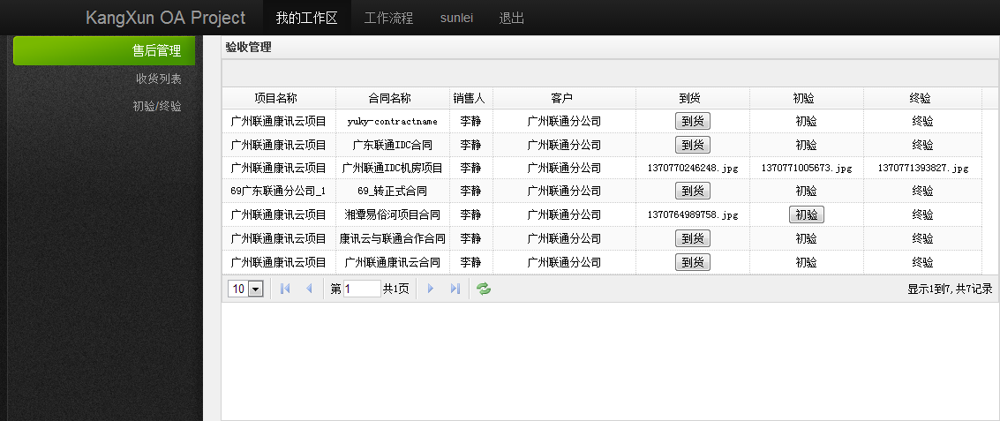 KangXun OA Project 我的工作区 工作流程 sunlei 退出
售后管理
收货列表
初验/终验
验收管理
项目名称 合同名称 销售人 客户 到货 初验 终验
广州联通康讯云项目 yuky-contractname 李静 广州联通分公司 到货 初验 终验
广州联通康讯云项目 广东联通IDC合同 李静 广州联通分公司 到货 初验 终验
广州联通康讯云项目 广州联通IDC机房项目 李静 广州联通分公司 1370770246248.jpg 1370771005673.jpg 1370771393827.jpg
69广东联通分公司_1 69_转正式合同 李静 广州联通分公司 到货 初验 终验
广州联通康讯云项目 湘潭易俗河项目合同 李静 广州联通分公司 1370764989758.jpg 初验 终验
广州联通康讯云项目 康讯云与联通合作合同 李静 广州联通分公司 到货 初验 终验
广州联通康讯云项目 广州联通康讯云合同 李静 广州联通分公司 到货 初验 终验
10 第 1 共1页 显示1到7,共7记录